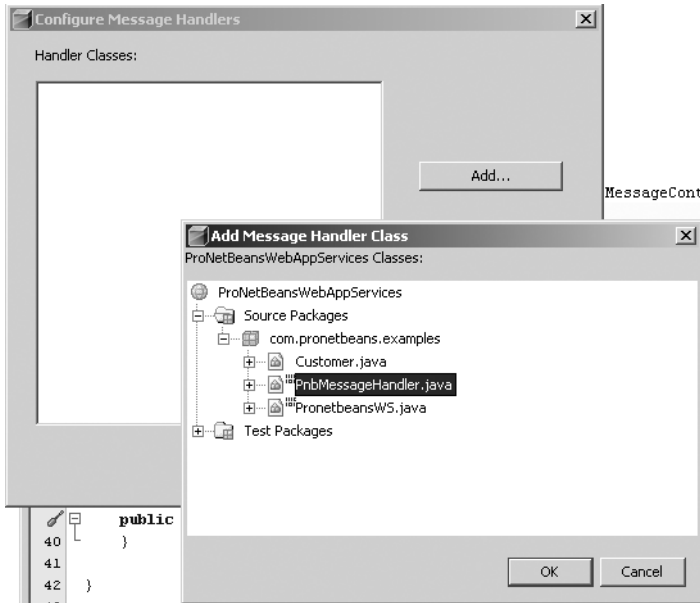 Configure Message Handlers
Handler Classes:
Add...
MessageCont
Add Message Handler Class
ProNetBeansWebAppServices Classes:
ProNetBeansWebAppServices
Source Packages
com.pronetbeans.examples
Customer.java
PnbMessageHandler.java
PronetbeansWS.java
Test Packages
public
40 }
41
42 }
OK Cancel